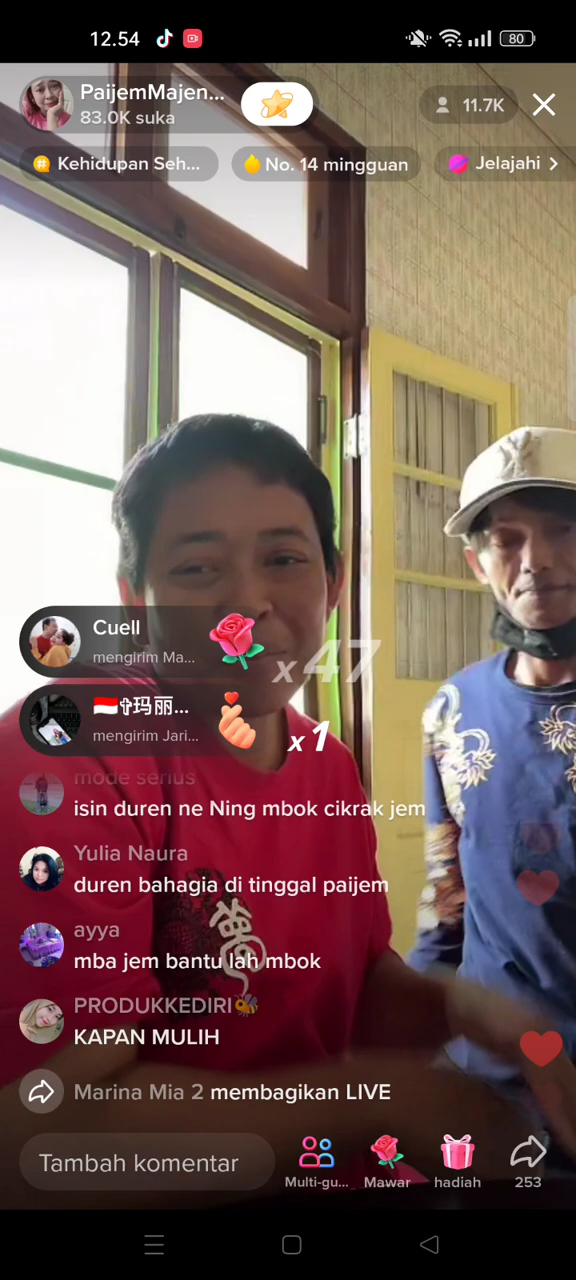 12.54
80
PaijemMajen...
83.0K suka
11.7K
Kehidupan Seh...
No. 14 mingguan
Jelajahi
Cuell
mengirim Ma...
x47
🇮🇩✞玛丽...
mengirim Jari...
x1
mode serius
isin duren ne Ning mbok cikrak jem
Yulia Naura
duren bahagia di tinggal paijem
ayya
mba jem bantu lah mbok
PRODUKKEDIRI🐝
KAPAN MULIH
Marina Mia 2 membagikan LIVE
Tambah komentar
Multi-gu...
Mawar
hadiah
253